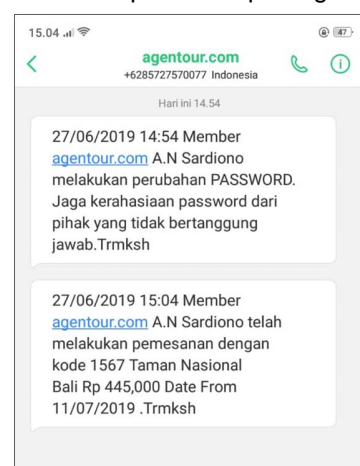 15.04
47
agentour.com
+6285727570077 Indonesia
Hari ini 14.54
27/06/2019 14:54 Member
agentour.com A.N Sardiono
melakukan perubahan PASSWORD.
Jaga kerahasiaan password dari
pihak yang tidak bertanggung
jawab.Trmksh
27/06/2019 15:04 Member
agentour.com A.N Sardiono telah
melakukan pemesanan dengan
kode 1567 Taman Nasional
Bali Rp 445,000 Date From
11/07/2019 .Trmksh